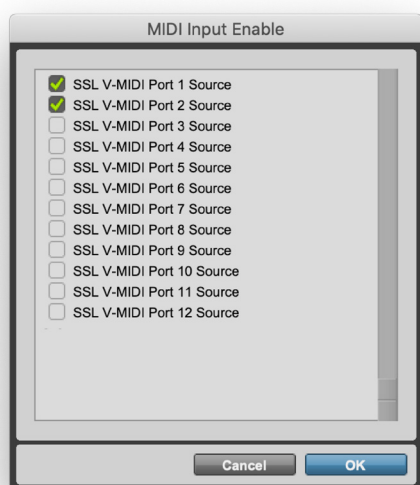 MIDI Input Enable
SSL V-MIDI Port 1 Source
SSL V-MIDI Port 2 Source
SSL V-MIDI Port 3 Source
SSL V-MIDI Port 4 Source
SSL V-MIDI Port 5 Source
SSL V-MIDI Port 6 Source
SSL V-MIDI Port 7 Source
SSL V-MIDI Port 8 Source
SSL V-MIDI Port 9 Source
SSL V-MIDI Port 10 Source
SSL V-MIDI Port 11 Source
SSL V-MIDI Port 12 Source
Cancel OK